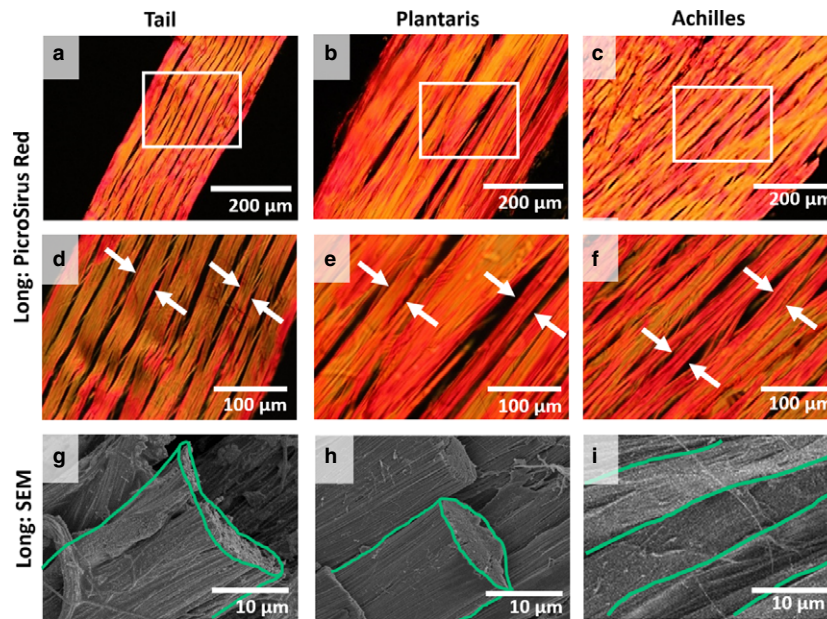 Tail Plantaris Achilles
Long: PicroSirus Red
a b c
200 µm 200 µm 200 µm
d e f
100 µm 100 µm 100 µm
Long: SEM
g h i
10 µm 10 µm 10 µm